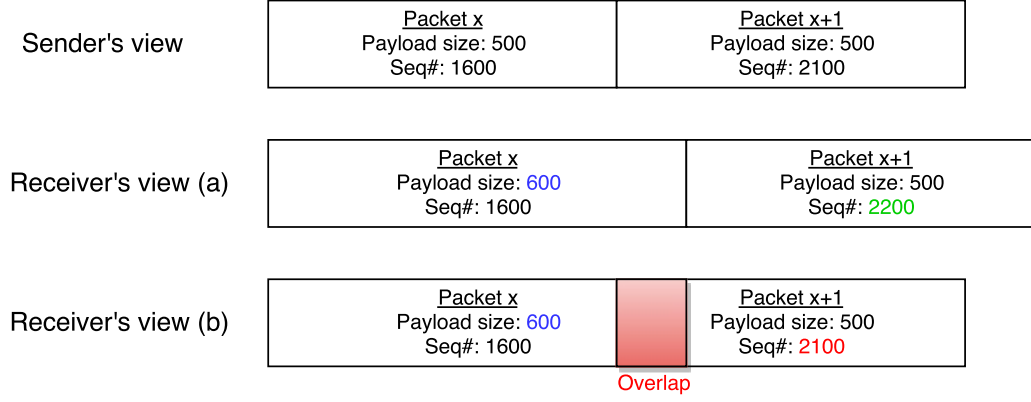 Sender's view
Packet x
Payload size: 500
Seq#: 1600
Packet x+1
Payload size: 500
Seq#: 2100
Receiver's view (a)
Packet x
Payload size: 600
Seq#: 1600
Packet x+1
Payload size: 500
Seq#: 2200
Receiver's view (b)
Packet x
Payload size: 600
Seq#: 1600
Packet x+1
Payload size: 500
Seq#: 2100
Overlap